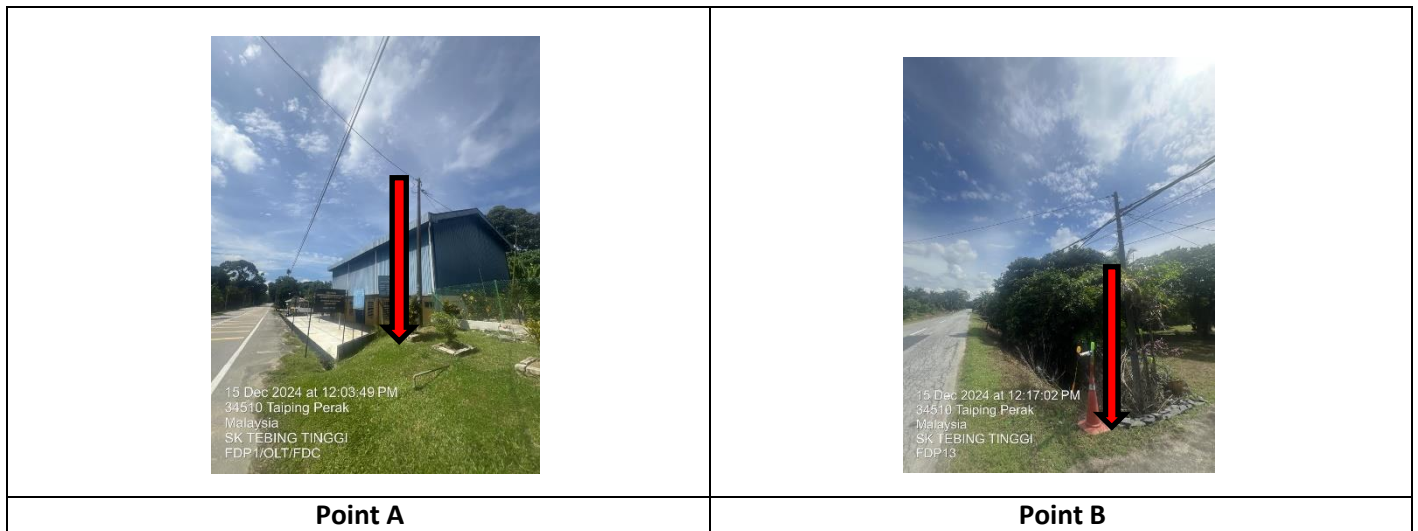 15 Dec 2024 at 12:03:49 PM
34510 Taiping Perak
Malaysia
SK TEBING TINGGI
FDP1/OLT/FDC
15 Dec 2024 at 12:17:02 PM
34510 Taiping Perak
Malaysia
SK TEBING TINGGI
FDP13
Point A
Point B